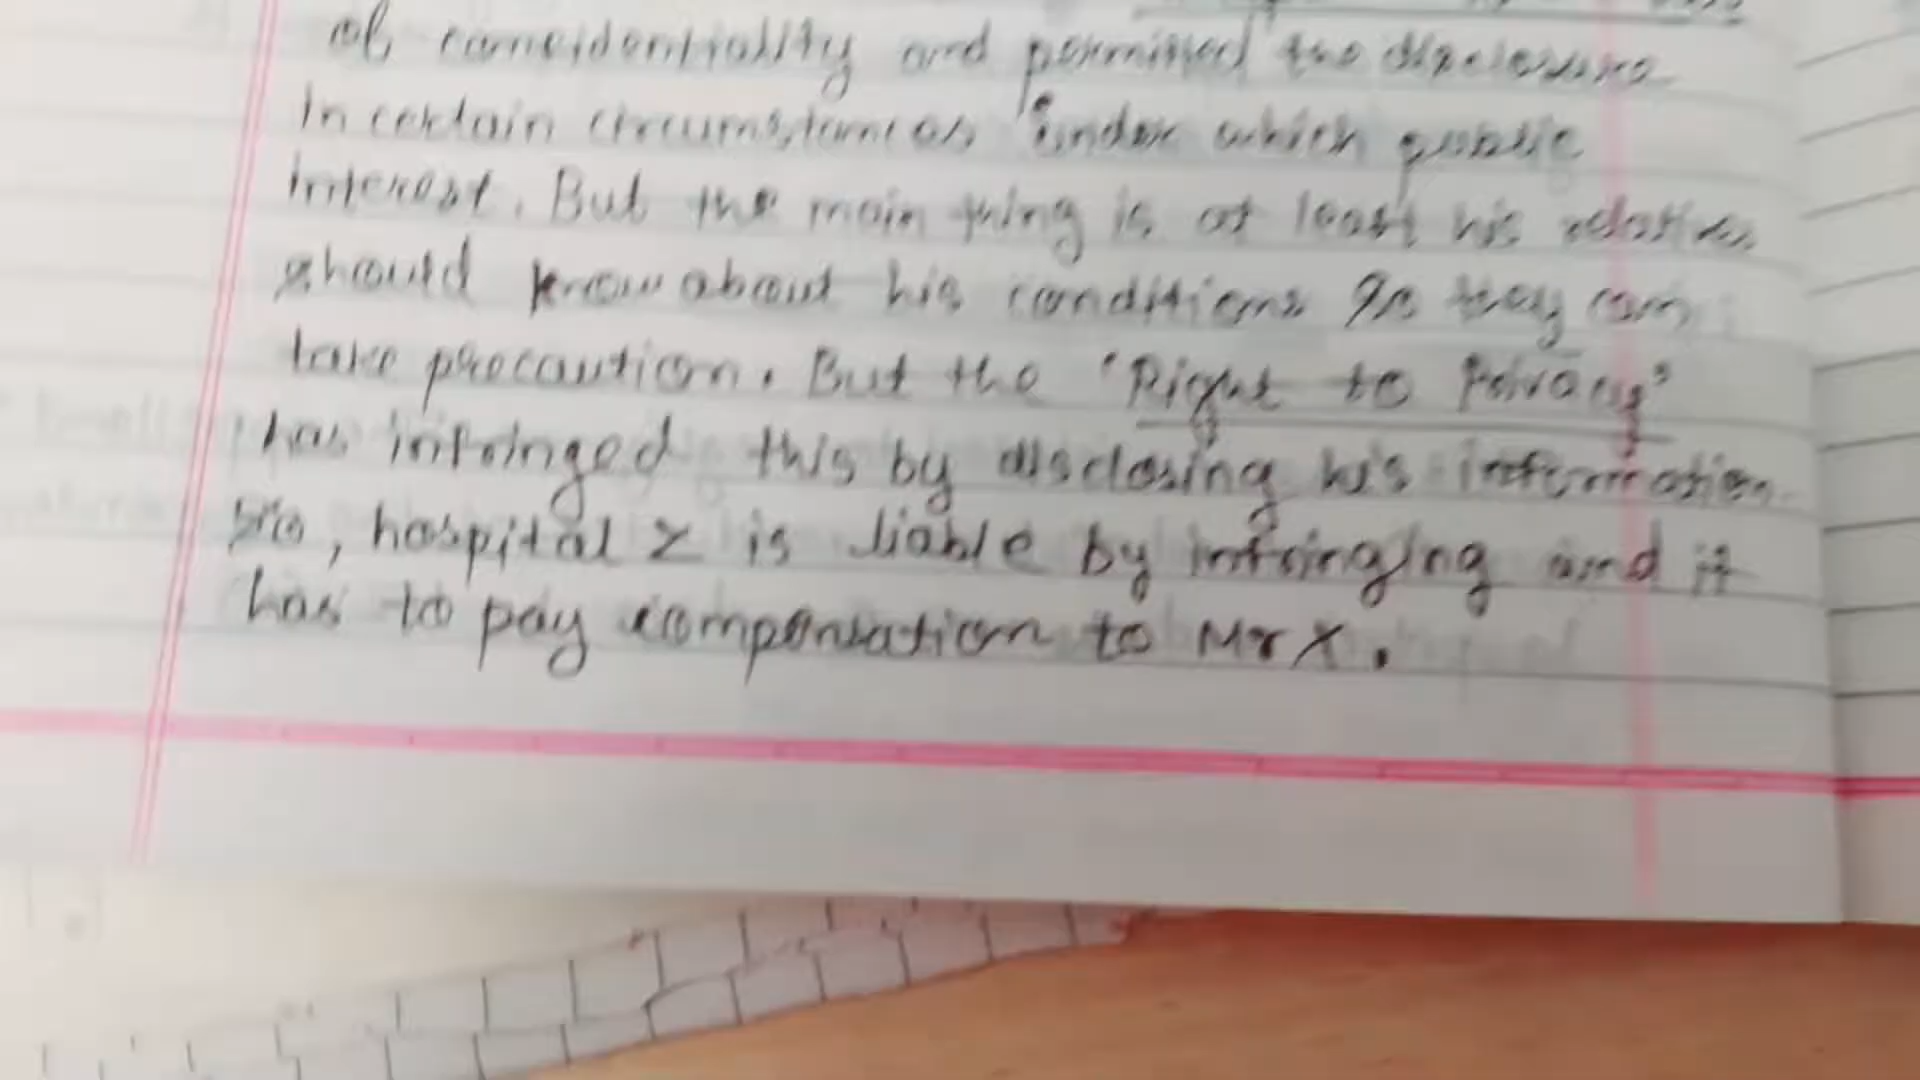 of confidentiality and permitted the disclosure
In certain circumstances under which public
interest. But the main thing is at least his relatives
should know about his conditions so they can
take precaution. But the 'Right to Privacy'
has infringed this by disclosing his information.
So, hospital Z is liable by infringing and it
has to pay compensation to Mr X.